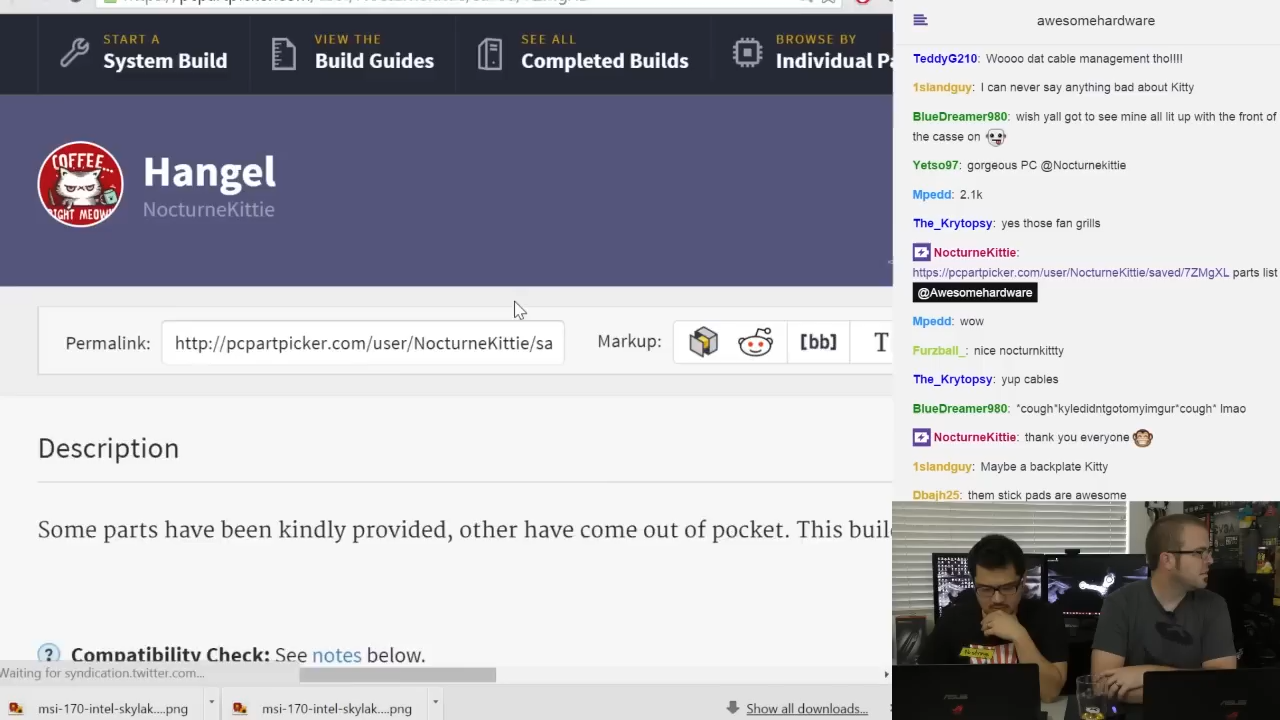 START A
System Build
VIEW THE
Build Guides
SEE ALL
Completed Builds
BROWSE BY
Individual Pa
COFFEE...
RIGHT MEOW!
Hangel
NocturneKittie
Permalink:
http://pcpartpicker.com/user/NocturneKittie/sa
Markup:
[bb]
T
Description
Some parts have been kindly provided, other have come out of pocket. This buil
Compatibility Check: See notes below.
Waiting for syndication.twitter.com...
msi-170-intel-skylak....png
msi-170-intel-skylak....png
Show all downloads...
awesomehardware
TeddyG210: Woooo dat cable management tho!!!!
1slandguy: I can never say anything bad about Kitty
BlueDreamer980: wish yall got to see mine all lit up with the front of
the casse on
Yetso97: gorgeous PC @Nocturnekittie
Mpedd: 2.1k
The_Krytopsy: yes those fan grills
NocturneKittie:
https://pcpartpicker.com/user/NocturneKittie/saved/7ZMgXL parts list
@Awesomehardware
Mpedd: wow
Furzball_: nice nocturnkittty
The_Krytopsy: yup cables
BlueDreamer980: *cough*kyledidntgotomyimgur*cough* lmao
NocturneKittie: thank you everyone
1slandguy: Maybe a backplate Kitty
Dbajh25: them stick pads are awesome
ASUS
ASUS